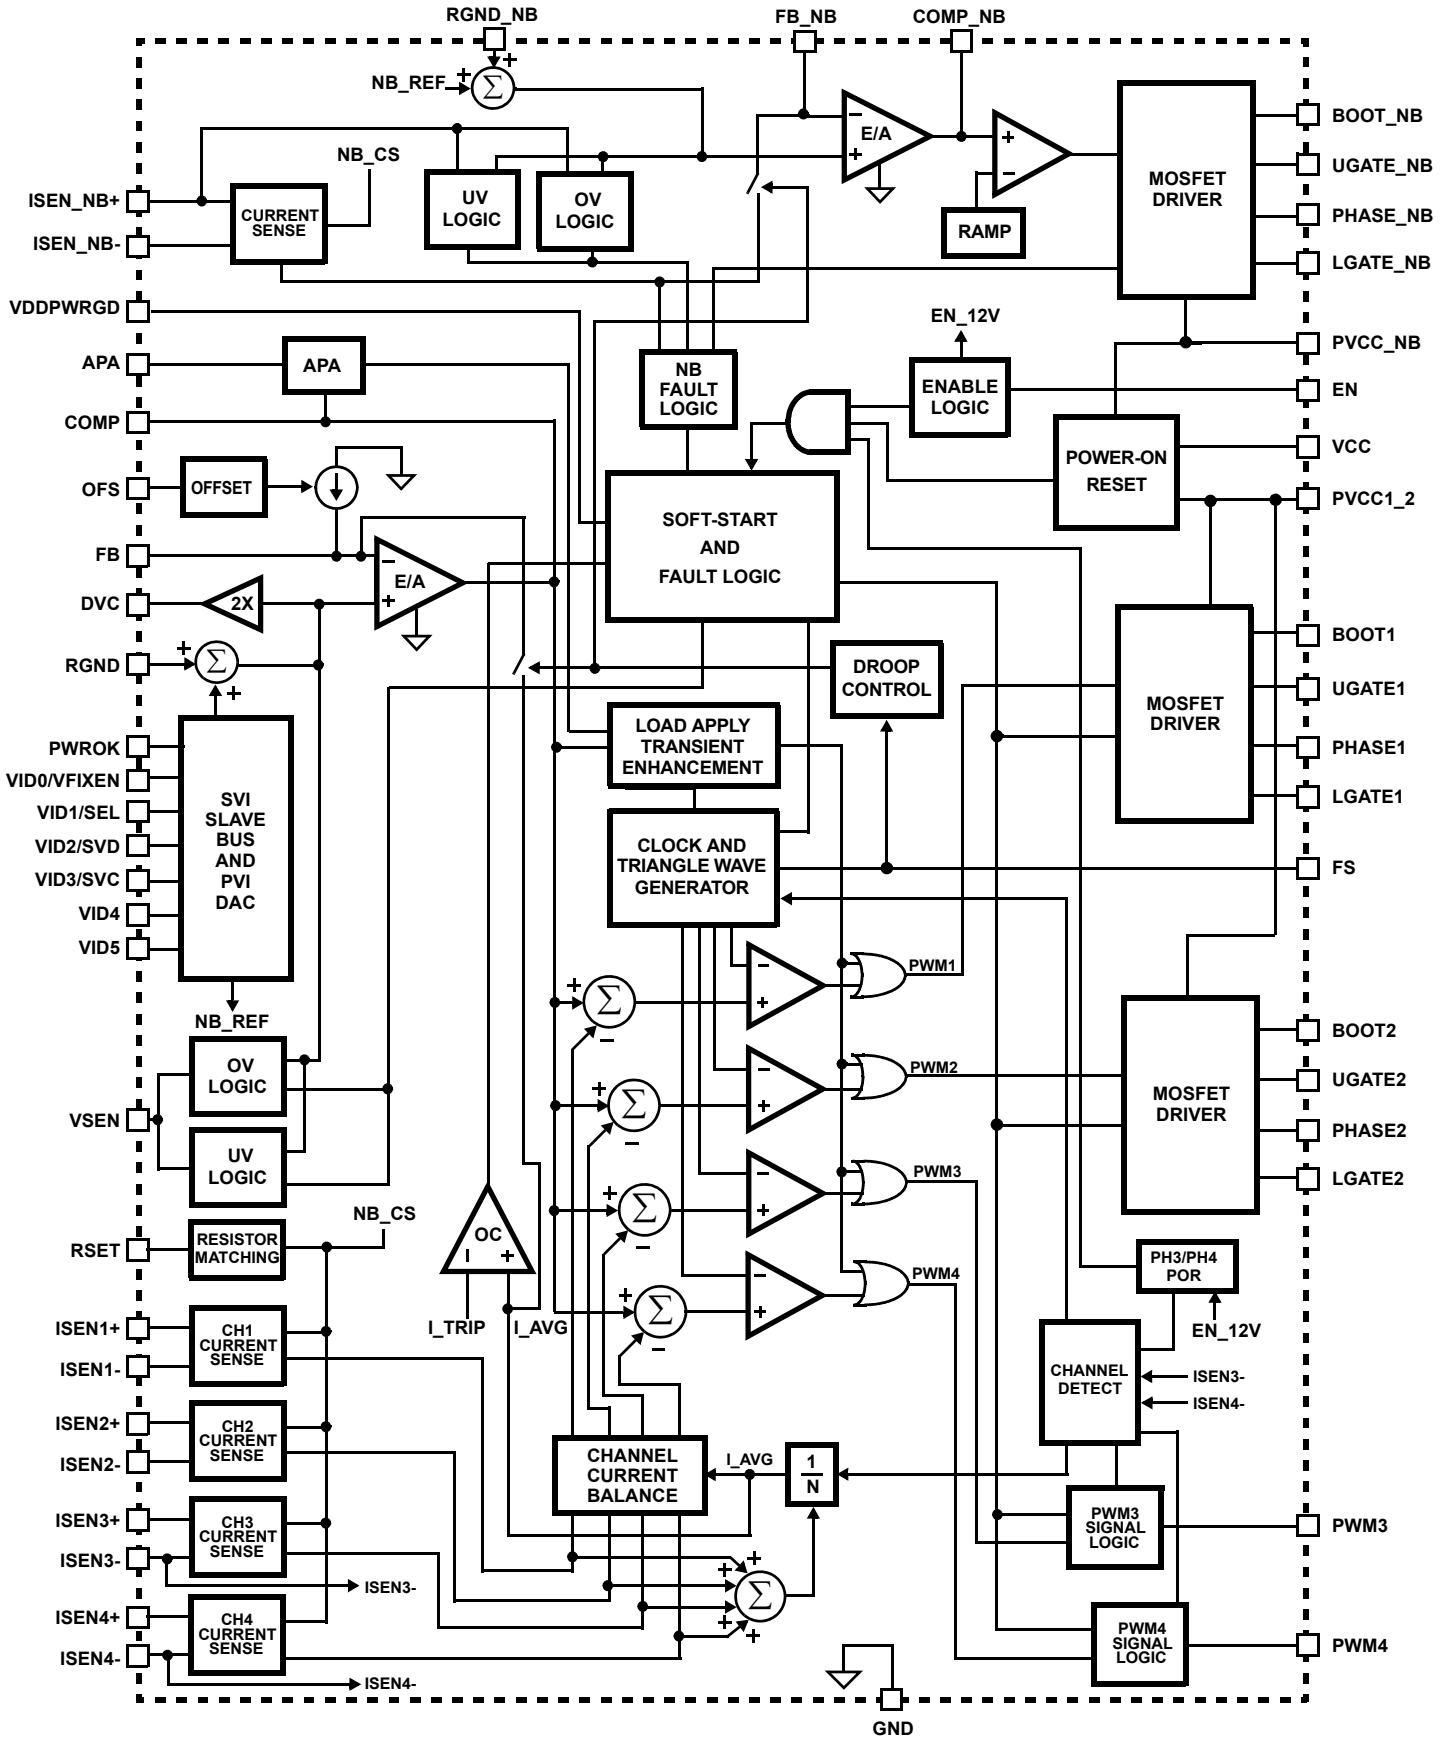 RGND_NB
FB_NB
COMP_NB
NB_REF
+
+
Σ
NB_CS
ISEN_NB+
ISEN_NB-
CURRENT
SENSE
UV
LOGIC
OV
LOGIC
−
E/A
+
+
−
RAMP
MOSFET
DRIVER
BOOT_NB
UGATE_NB
PHASE_NB
LGATE_NB
VDDPWRGD
APA
APA
COMP
NB
FAULT
LOGIC
EN_12V
ENABLE
LOGIC
PVCC_NB
EN
POWER-ON
RESET
VCC
PVCC1_2
OFS
OFFSET
FB
DVC
2X
−
E/A
+
SOFT-START
AND
FAULT LOGIC
RGND
+
Σ
+
DROOP
CONTROL
MOSFET
DRIVER
BOOT1
UGATE1
PHASE1
LGATE1
PWROK
VID0/VFIXEN
VID1/SEL
VID2/SVD
VID3/SVC
VID4
VID5
SVI
SLAVE
BUS
AND
PVI
DAC
NB_REF
LOAD APPLY
TRANSIENT
ENHANCEMENT
CLOCK AND
TRIANGLE WAVE
GENERATOR
FS
+
Σ
−
−
+
PWM1
+
Σ
−
−
+
PWM2
+
Σ
−
−
+
PWM3
+
Σ
−
−
+
PWM4
MOSFET
DRIVER
BOOT2
UGATE2
PHASE2
LGATE2
VSEN
OV
LOGIC
UV
LOGIC
RSET
RESISTOR
MATCHING
NB_CS
OC
−
+
I_TRIP
I_AVG
PH3/PH4
POR
EN_12V
CHANNEL
DETECT
ISEN3-
ISEN4-
ISEN1+
ISEN1-
CH1
CURRENT
SENSE
ISEN2+
ISEN2-
CH2
CURRENT
SENSE
ISEN3+
ISEN3-
CH3
CURRENT
SENSE
ISEN3-
ISEN4+
ISEN4-
CH4
CURRENT
SENSE
ISEN4-
CHANNEL
CURRENT
BALANCE
I_AVG
1
N
+
+
+
+
Σ
PWM3
SIGNAL
LOGIC
PWM3
PWM4
SIGNAL
LOGIC
PWM4
GND